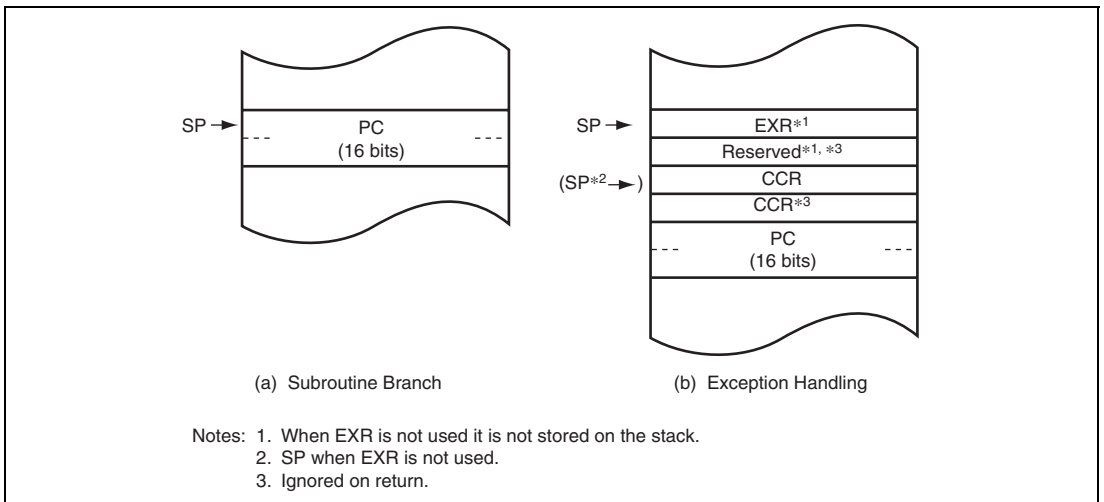 SP
PC
(16 bits)
(a) Subroutine Branch
SP
EXR*1
Reserved*1, *3
(SP*2 )
CCR
CCR*3
PC
(16 bits)
(b) Exception Handling
Notes: 1. When EXR is not used it is not stored on the stack.
2. SP when EXR is not used.
3. Ignored on return.